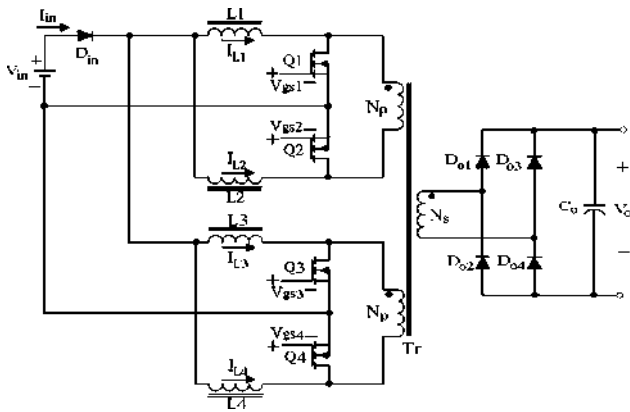 Iin
L1
+
Din
IL1
Q1
Vin
+
Vgs1
−
−
Np
Vgs2
−
+
Q2
IL2
L2
Do1
Do3
+
Ns
Co
Vo
L3
IL3
Q3
Do2
Do4
−
+
Vgs3
−
Np
Vgs4
−
+
Q4
Tr
IL4
L4